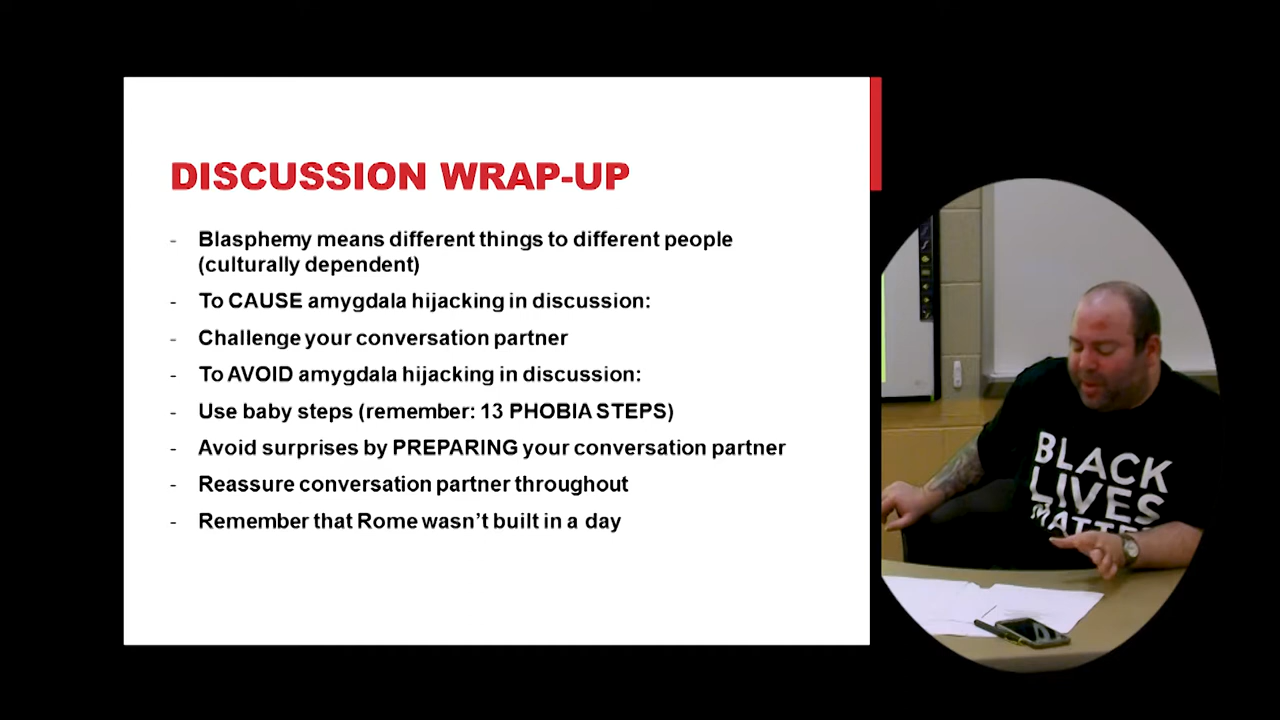 DISCUSSION WRAP-UP
- Blasphemy means different things to different people
(culturally dependent)
- To CAUSE amygdala hijacking in discussion:
- Challenge your conversation partner
- To AVOID amygdala hijacking in discussion:
- Use baby steps (remember: 13 PHOBIA STEPS)
- Avoid surprises by PREPARING your conversation partner
- Reassure conversation partner throughout
- Remember that Rome wasn’t built in a day
BLACK
LIVES
MATTE